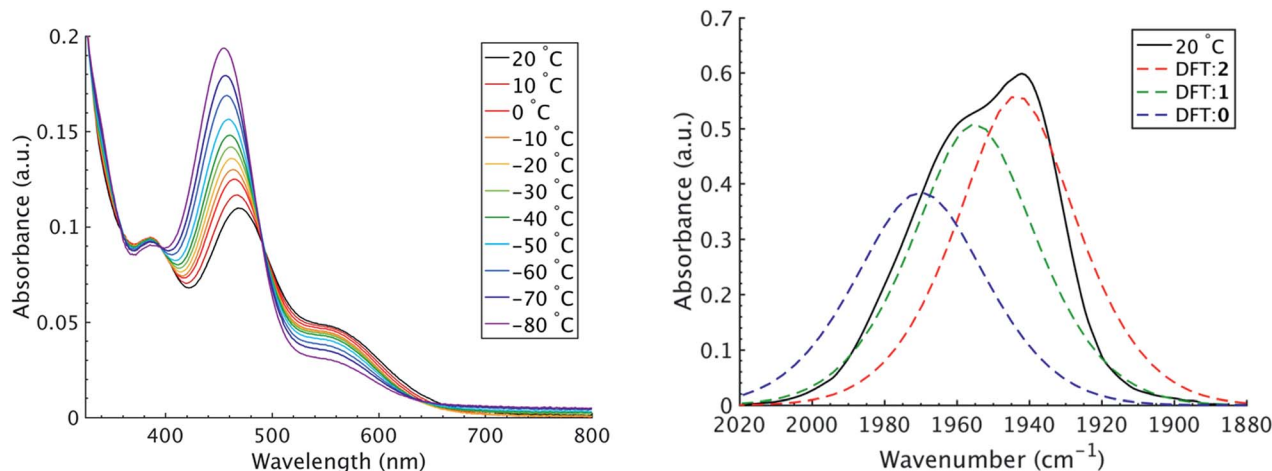 0.2
0.15
0.1
0.05
0
400
500
600
700
800
Absorbance (a.u.)
Wavelength (nm)
20 °C
10 °C
0 °C
−10 °C
−20 °C
−30 °C
−40 °C
−50 °C
−60 °C
−70 °C
−80 °C
0.7
0.6
0.5
0.4
0.3
0.2
0.1
0
2020
2000
1980
1960
1940
1920
1900
1880
Absorbance (a.u.)
Wavenumber (cm⁻¹)
20 °C
DFT:2
DFT:1
DFT:0